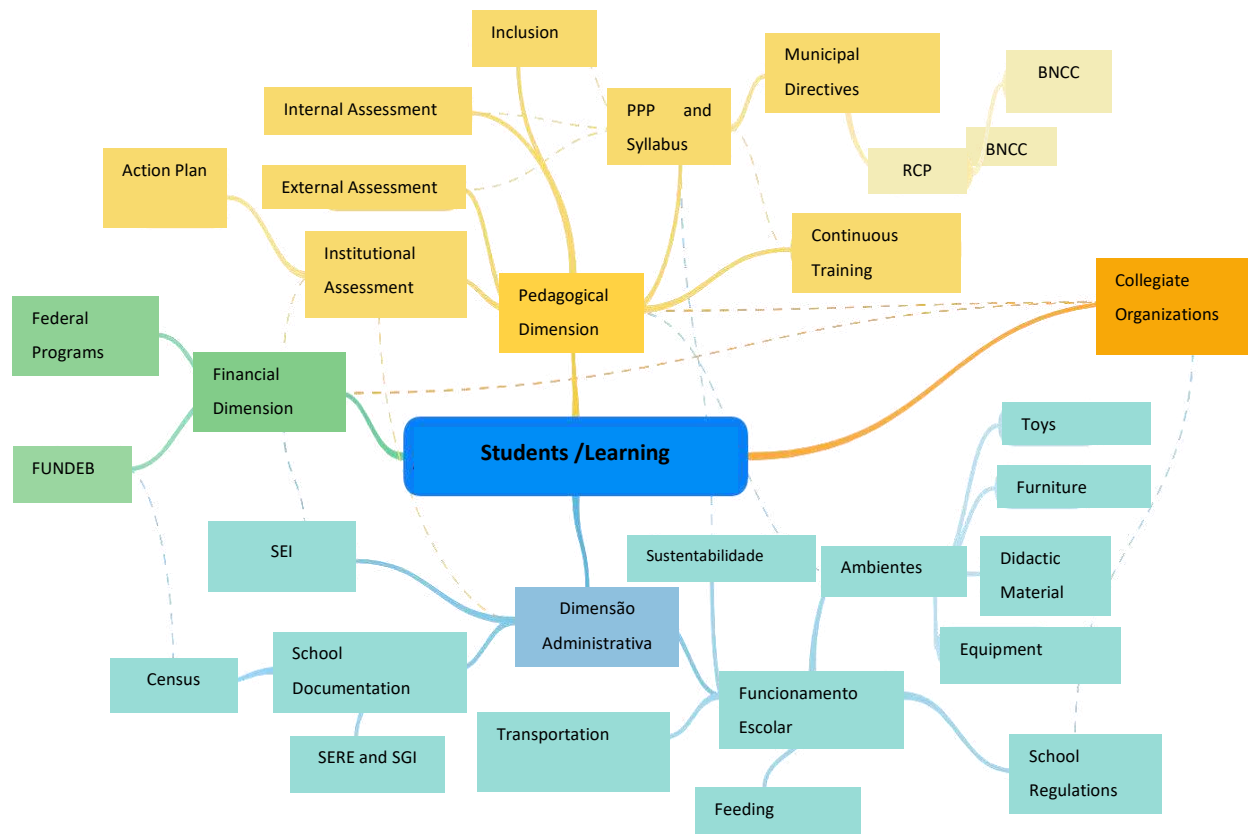 Inclusion
Municipal
Directives
BNCC
Internal Assessment
PPP and
Syllabus
BNCC
RCP
Action Plan
External Assessment
Institutional
Assessment
Continuous
Training
Pedagogical
Dimension
Collegiate
Organizations
Federal
Programs
Financial
Dimension
Students /Learning
Toys
FUNDEB
Furniture
SEI
Sustentabilidade
Ambientes
Didactic
Material
Dimensão
Administrativa
School
Documentation
Equipment
Census
Funcionamento
Escolar
Transportation
SERE and SGI
School
Regulations
Feeding